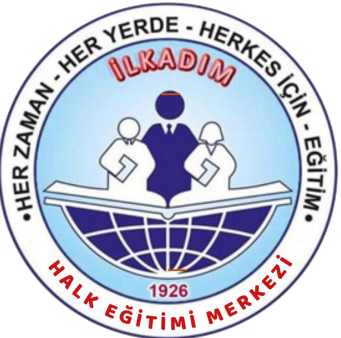 •HER ZAMAN - HER YERDE - HERKES İÇİN - EĞİTİM•
İLKADIM
1926
HALK EĞİTİMİ MERKEZİ